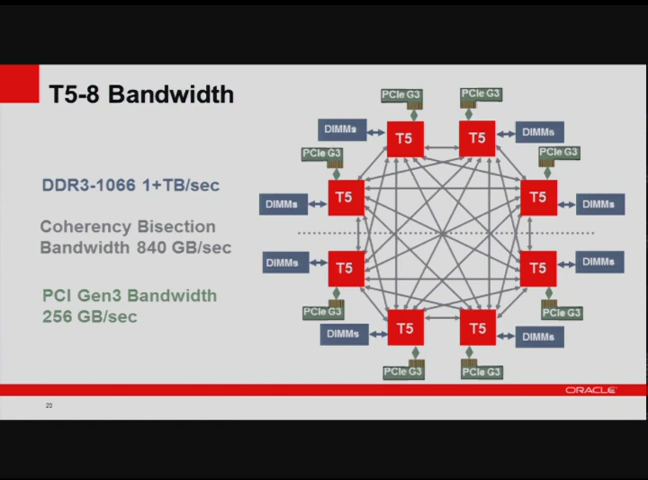 T5-8 Bandwidth
DDR3-1066 1+TB/sec
Coherency Bisection
Bandwidth 840 GB/sec
PCI Gen3 Bandwidth
256 GB/sec
PCIe G3
PCIe G3
DIMMs
T5
T5
DIMMs
PCIe G3
PCIe G3
DIMMs
T5
T5
DIMMs
DIMMs
T5
T5
DIMMs
PCIe G3
PCIe G3
DIMMs
T5
T5
DIMMs
PCIe G3
PCIe G3
ORACLE